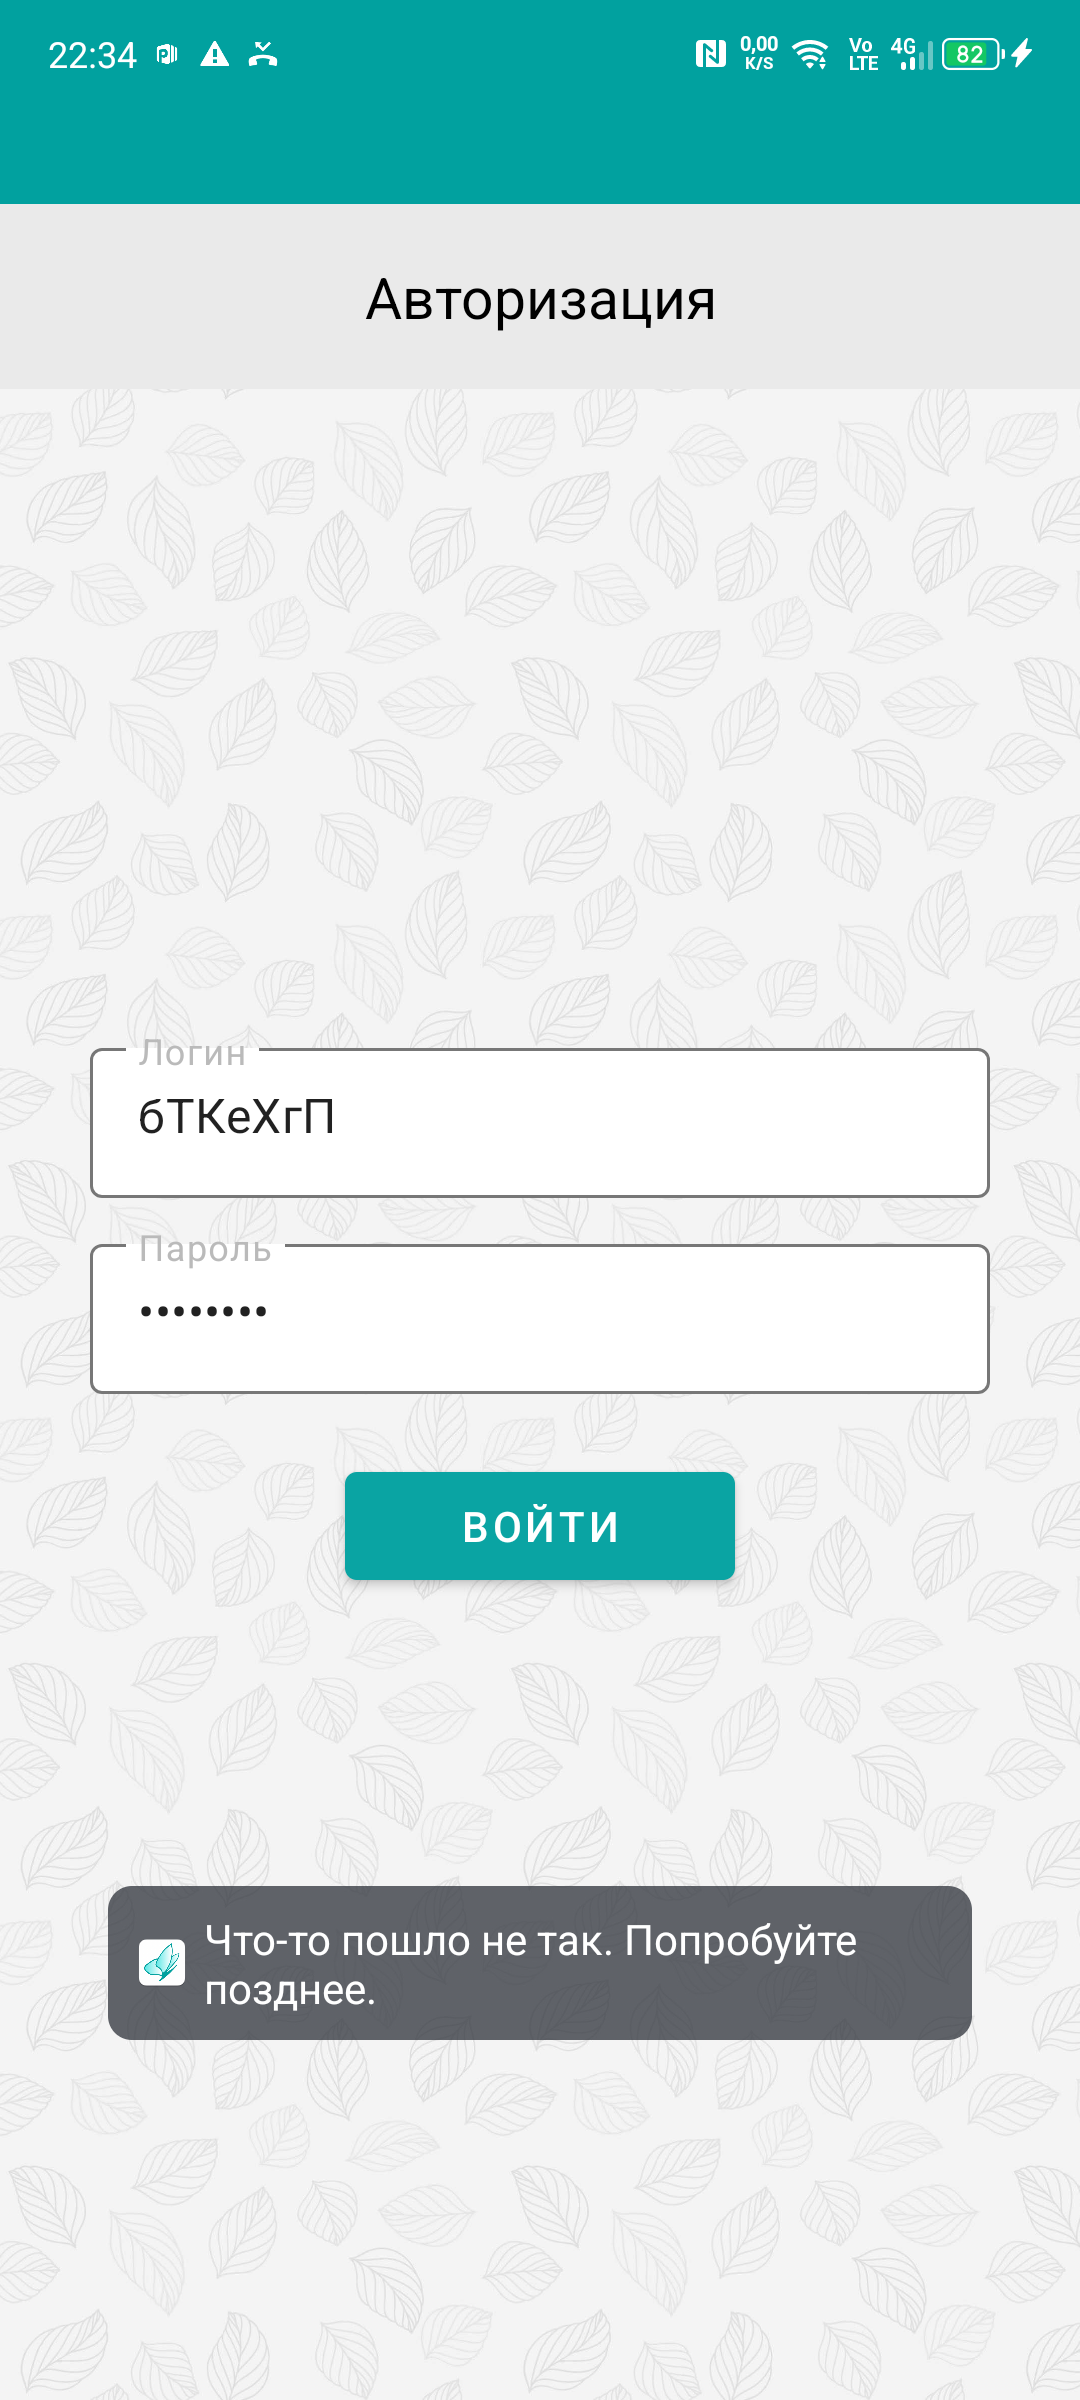 22:34
0,00 K/S
Vo LTE
4G
82
Авторизация
Логин
бТКеХгП
Пароль
••••••••
ВОЙТИ
Что-то пошло не так. Попробуйте
позднее.